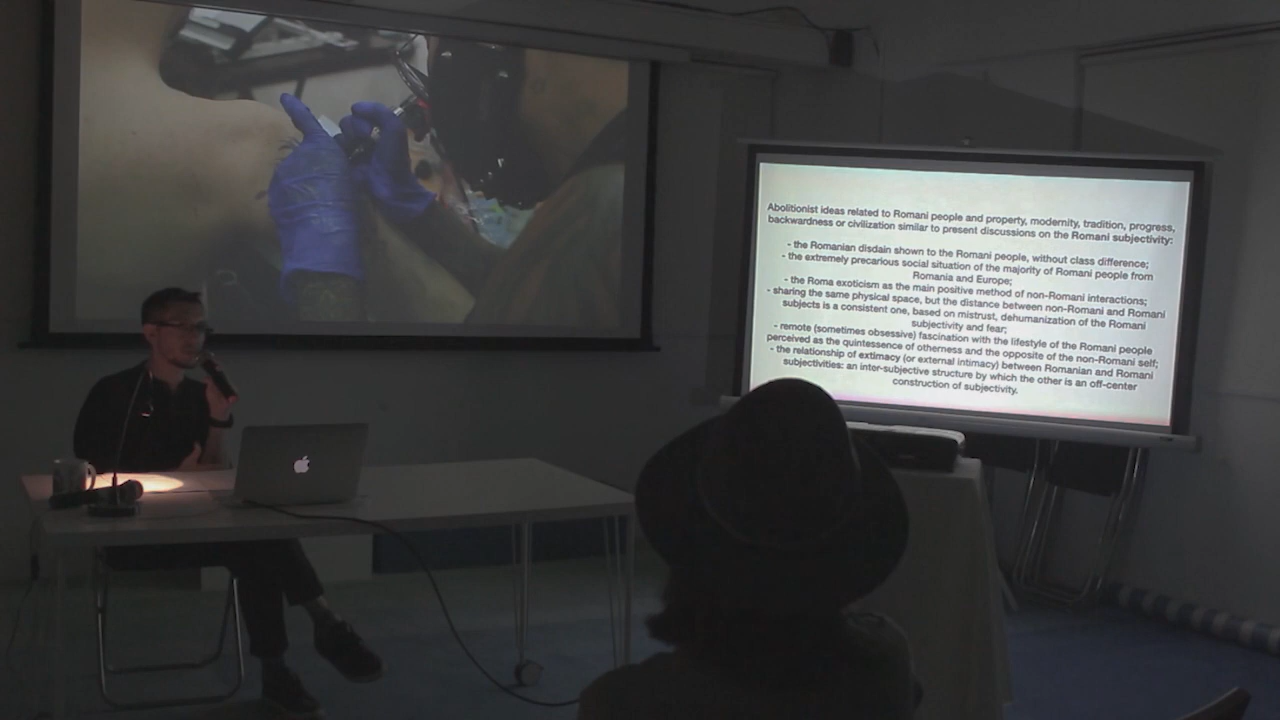 Abolitionist ideas related to Romani people and property, modernity, tradition, progress,
backwardness or civilization similar to present discussions on the Romani subjectivity:
- the Romanian disdain shown to the Romani people, without class difference;
- the extremely precarious social situation of the majority of Romani people from
Romania and Europe;
- the Roma exoticism as the main positive method of non-Romani interactions;
- sharing the same physical space, but the distance between non-Romani and Romani
subjects is a consistent one, based on mistrust, dehumanization of the Romani
subjectivity and fear;
- remote (sometimes obsessive) fascination with the lifestyle of the Romani people
perceived as the quintessence of otherness and the opposite of the non-Romani self;
- the relationship of extimacy (or external intimacy) between Romanian and Romani
subjectivities: an inter-subjective structure by which the other is an off-center
construction of subjectivity.